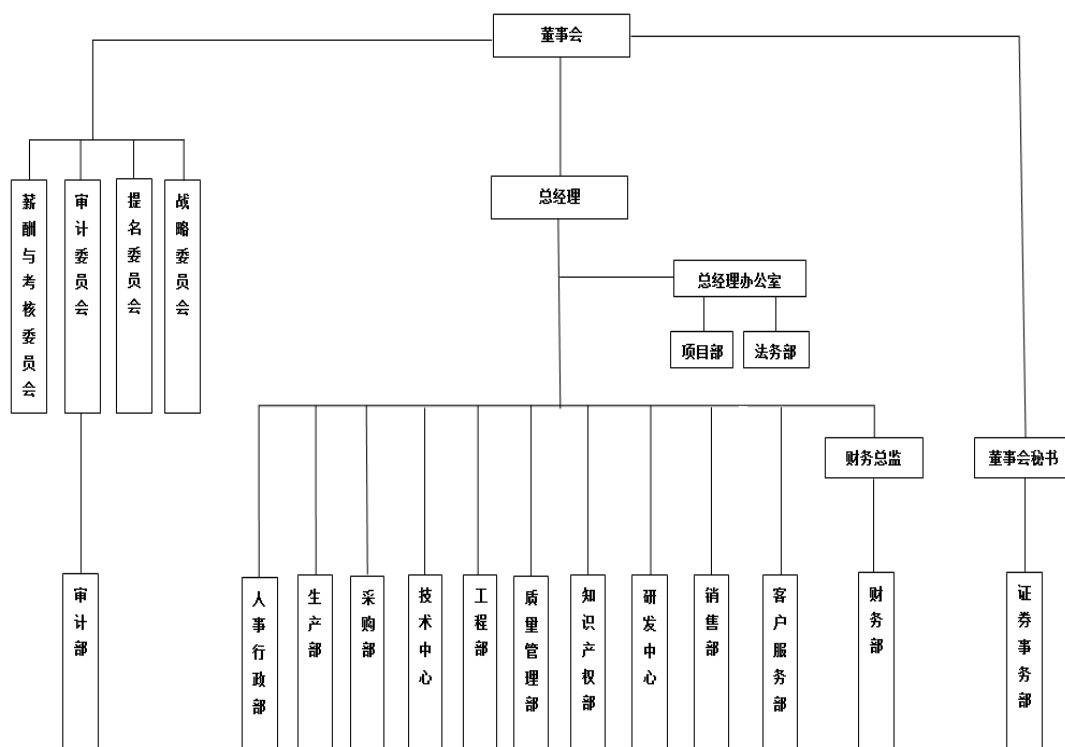 董事会
总经理
薪酬与考核委员会
审计委员会
提名委员会
战略委员会
总经理办公室
项目部
法务部
财务总监
董事会秘书
审计部
人事行政部
生产部
采购部
技术中心
工程部
质量管理部
知识产权部
研发中心
销售部
客户服务部
财务部
证券事务部